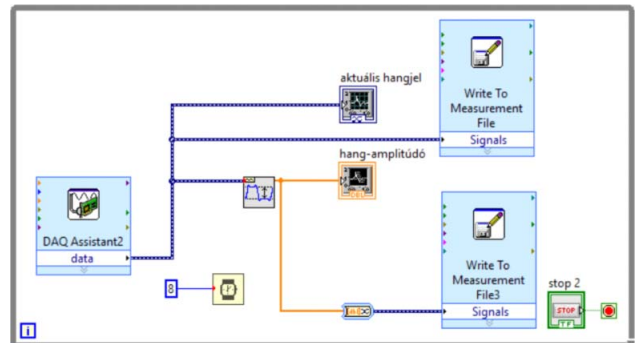 aktuális hangjel
Write To
Measurement
File
Signals
hang-amplitúdó
DAQ Assistant2
data
8
Write To
Measurement
File3
Signals
stop 2
STOP
TF
i